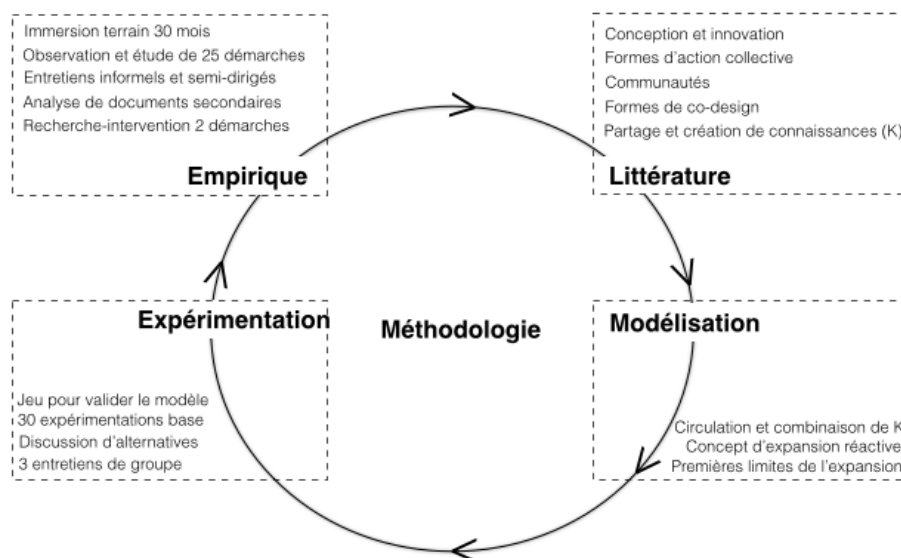 Immersion terrain 30 mois
Observation et étude de 25 démarches
Entretiens informels et semi-dirigés
Analyse de documents secondaires
Recherche-intervention 2 démarches
Empirique
Conception et innovation
Formes d'action collective
Communautés
Formes de co-design
Partage et création de connaissances (K)
Littérature
Expérimentation
Jeu pour valider le modèle
30 expérimentations base
Discussion d'alternatives
3 entretiens de groupe
Méthodologie
Modélisation
Circulation et combinaison de K
Concept d'expansion réactive
Premières limites de l'expansion